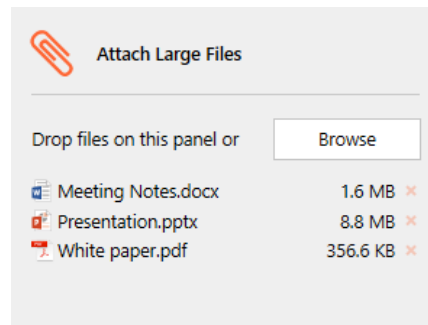 Attach Large Files
Drop files on this panel or Browse
Meeting Notes.docx 1.6 MB
Presentation.pptx 8.8 MB
White paper.pdf 356.6 KB